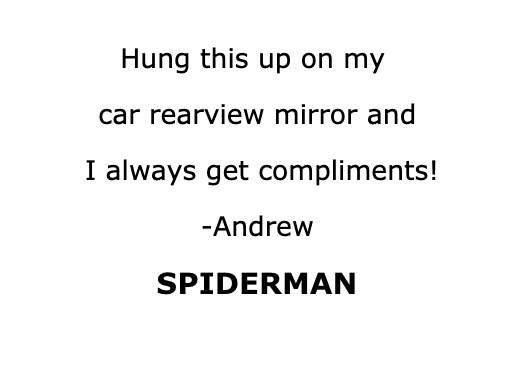 Hung this up on my
car rearview mirror and
I always get compliments!
-Andrew
SPIDERMAN